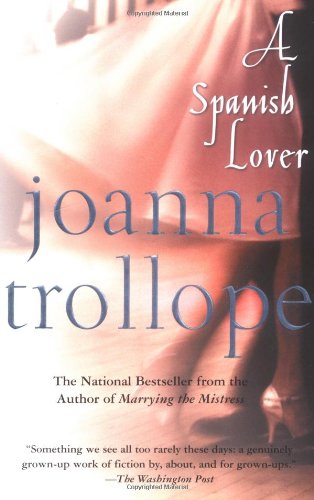 A
Spanish
Lover
joanna
trollope
The National Bestseller from the
Author of Marrying the Mistress
"Something we see all too rarely these days: a genuinely
grown-up work of fiction by, about, and for grown-ups."
—The Washington Post